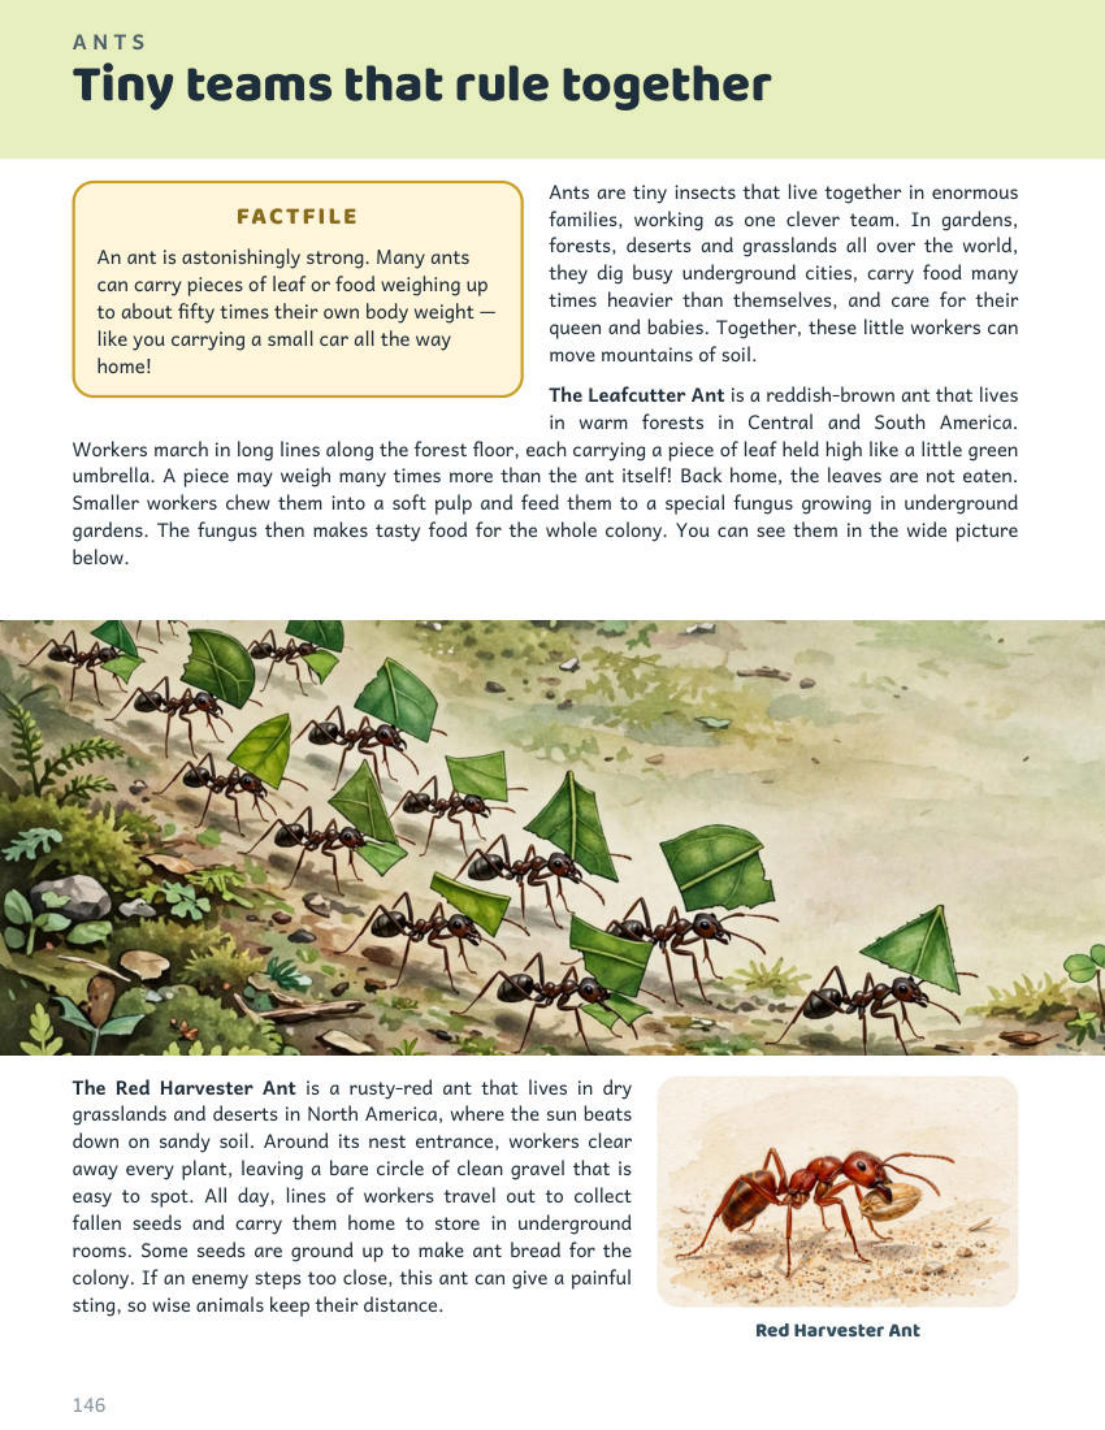 ANTS
Tiny teams that rule together
FACTFILE
An ant is astonishingly strong. Many ants
can carry pieces of leaf or food weighing up
to about fifty times their own body weight —
like you carrying a small car all the way
home!
Ants are tiny insects that live together in enormous
families, working as one clever team. In gardens,
forests, deserts and grasslands all over the world,
they dig busy underground cities, carry food many
times heavier than themselves, and care for their
queen and babies. Together, these little workers can
move mountains of soil.
The Leafcutter Ant is a reddish-brown ant that lives
in warm forests in Central and South America.
Workers march in long lines along the forest floor, each carrying a piece of leaf held high like a little green
umbrella. A piece may weigh many times more than the ant itself! Back home, the leaves are not eaten.
Smaller workers chew them into a soft pulp and feed them to a special fungus growing in underground
gardens. The fungus then makes tasty food for the whole colony. You can see them in the wide picture
below.
The Red Harvester Ant is a rusty-red ant that lives in dry
grasslands and deserts in North America, where the sun beats
down on sandy soil. Around its nest entrance, workers clear
away every plant, leaving a bare circle of clean gravel that is
easy to spot. All day, lines of workers travel out to collect
fallen seeds and carry them home to store in underground
rooms. Some seeds are ground up to make ant bread for the
colony. If an enemy steps too close, this ant can give a painful
sting, so wise animals keep their distance.
Red Harvester Ant
146